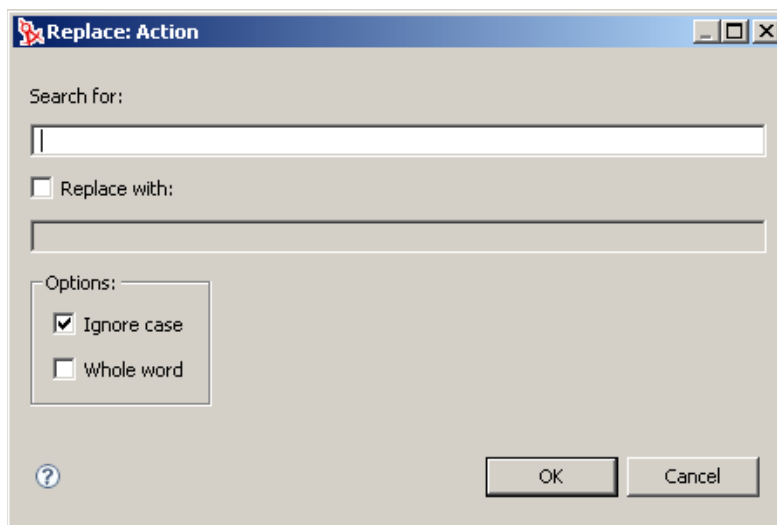 Replace: Action
Search for:
Replace with:
Options:
Ignore case
Whole word
? OK Cancel